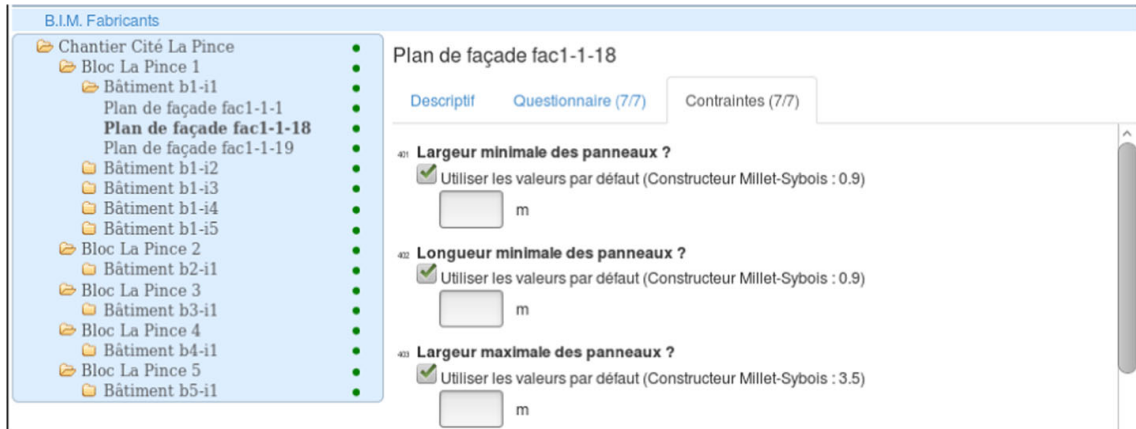 B.I.M. Fabricants
Chantier Cité La Pince
Bloc La Pince 1
Bâtiment b1-i1
Plan de façade fac1-1-1
Plan de façade fac1-1-18
Plan de façade fac1-1-19
Bâtiment b1-i2
Bâtiment b1-i3
Bâtiment b1-i4
Bâtiment b1-i5
Bloc La Pince 2
Bâtiment b2-i1
Bloc La Pince 3
Bâtiment b3-i1
Bloc La Pince 4
Bâtiment b4-i1
Bloc La Pince 5
Bâtiment b5-i1
Plan de façade fac1-1-18
Descriptif Questionnaire (7/7) Contraintes (7/7)
401 Largeur minimale des panneaux ?
Utiliser les valeurs par défaut (Constructeur Millet-Sybois : 0.9)
m
402 Longueur minimale des panneaux ?
Utiliser les valeurs par défaut (Constructeur Millet-Sybois : 0.9)
m
403 Largeur maximale des panneaux ?
Utiliser les valeurs par défaut (Constructeur Millet-Sybois : 3.5)
m